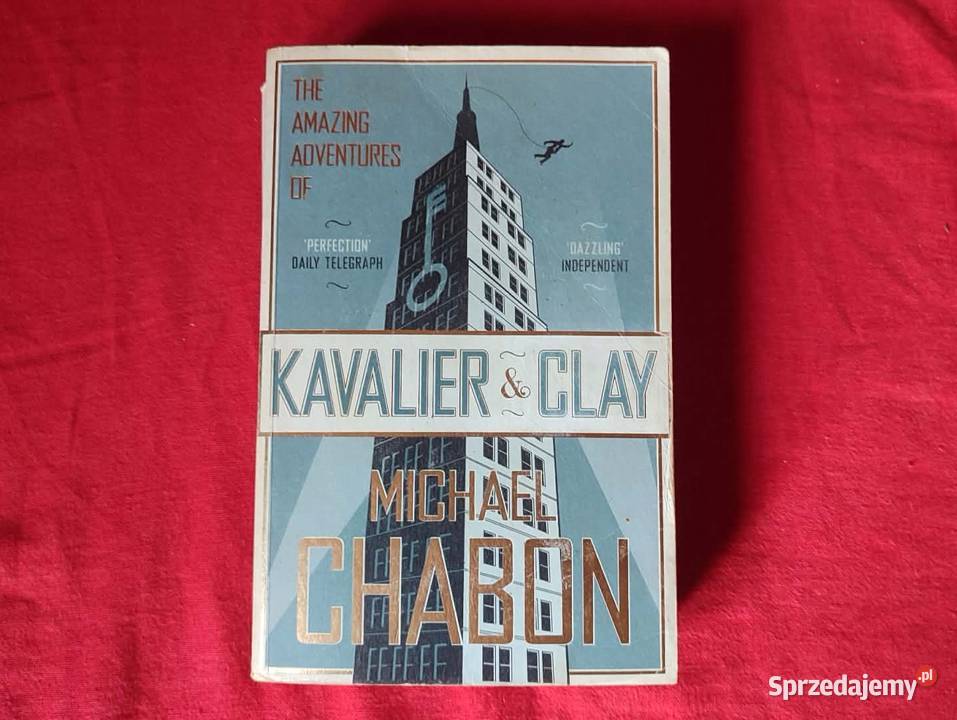 THE
AMAZING
ADVENTURES
OF
'PERFECTION'
DAILY TELEGRAPH
'DAZZLING'
INDEPENDENT
KAVALIER & CLAY
MICHAEL
CHABON
Sprzedajemy.pl